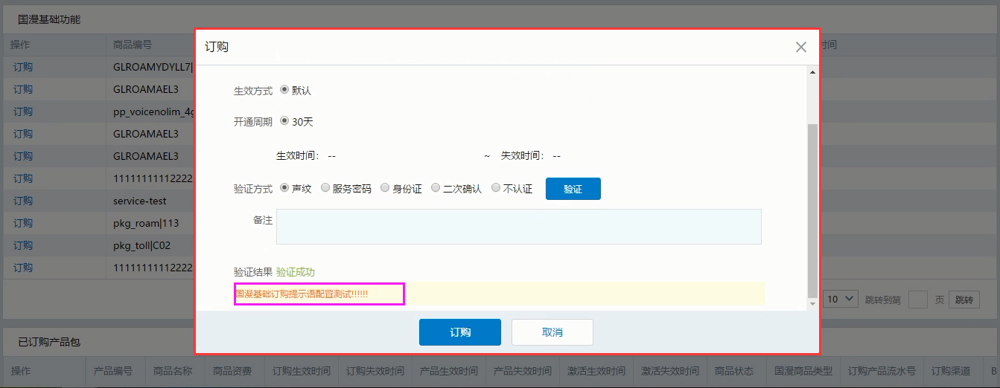 国漫基础功能
操作 商品编号 时间
订购 GLROAMYDYLL7|
订购 GLROAMAEL3
订购 pp_voicenolim_4g
订购 GLROAMAEL3
订购 GLROAMAEL3
订购 11111111112222
订购 service-test
订购 pkg_roam|113
订购 pkg_toll|C02
订购 11111111112222
订购
生效方式 默认
开通周期 30天
生效时间： -- ~ 失效时间： --
验证方式 声纹 服务密码 身份证 二次确认 不认证 验证
备注
验证结果 验证成功
国漫基础订购提示语配置测试!!!!!!
订购 取消
10 跳转到第 页 跳转
已订购产品包
操作 产品编号 商品名称 商品资费 订购生效时间 订购失效时间 产品生效时间 产品失效时间 激活生效时间 激活失效时间 商品状态 国漫商品类型 订购产品流水号 订购渠道